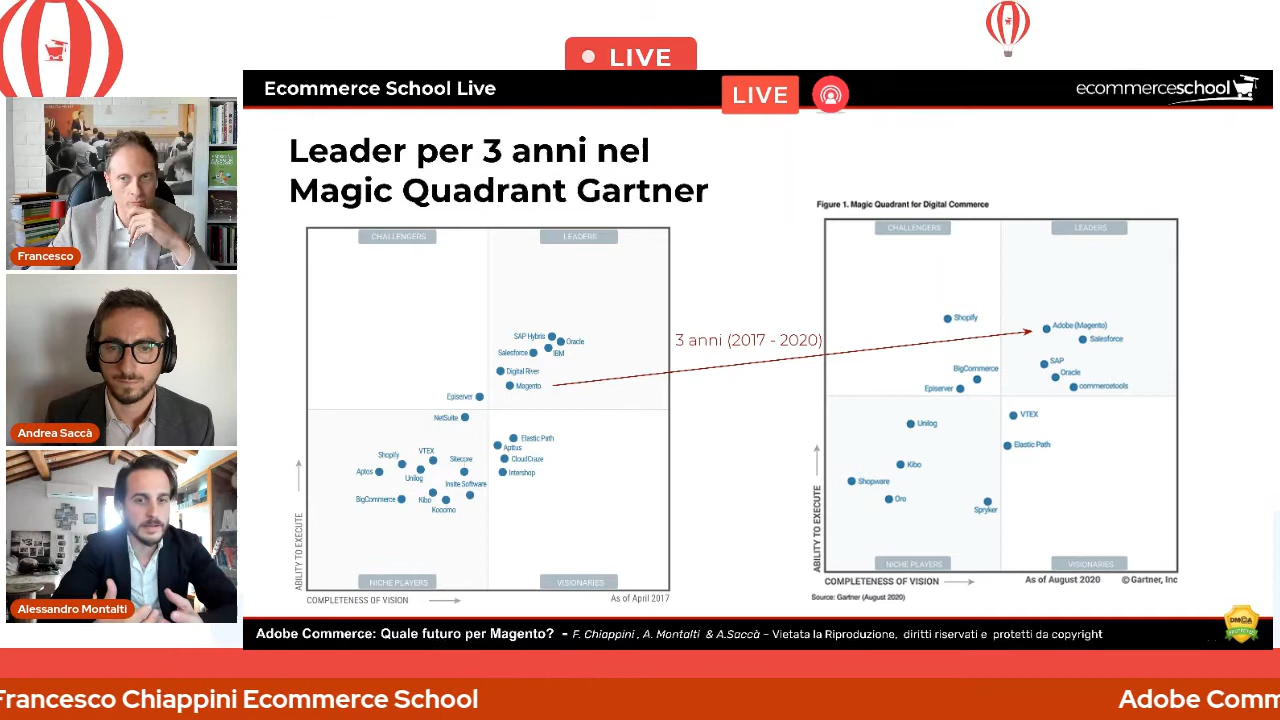 LIVE
Ecommerce School Live
LIVE
ecommerceschool
Leader per 3 anni nel
Magic Quadrant Gartner
Francesco
Andrea Saccà
Alessandro Montalti
CHALLENGERS
LEADERS
SAP Hybris
Oracle
Salesforce
IBM
Digital River
Magento
Episerver
NetSuite
Elastic Path
Apttus
VTEX
Shopify
CloudCraze
Sitecore
Aptos
Unilog
Intershop
Insite Software
BigCommerce
Kibo
Kooomo
NICHE PLAYERS
VISIONARIES
ABILITY TO EXECUTE
COMPLETENESS OF VISION
As of April 2017
3 anni (2017 - 2020)
Figure 1. Magic Quadrant for Digital Commerce
CHALLENGERS
LEADERS
Shopify
Adobe (Magento)
Salesforce
SAP
BigCommerce
Oracle
Episerver
commercetools
VTEX
Unilog
Elastic Path
Kibo
Shopware
Oro
Spryker
NICHE PLAYERS
VISIONARIES
ABILITY TO EXECUTE
COMPLETENESS OF VISION
As of August 2020
© Gartner, Inc
Source: Gartner (August 2020)
Adobe Commerce: Quale futuro per Magento? - F. Chiappini , A. Montalti & A.Saccà – Vietata la Riproduzione, diritti riservati e protetti da copyright
DMCA
PROTECTED
Francesco Chiappini Ecommerce School
Adobe Comm